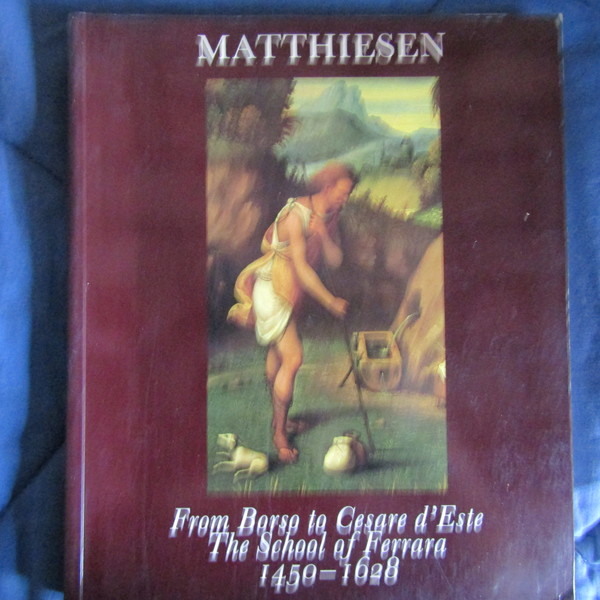 MATTHIESEN
From Borso to Cesare d'Este
The School of Ferrara
1450–1628